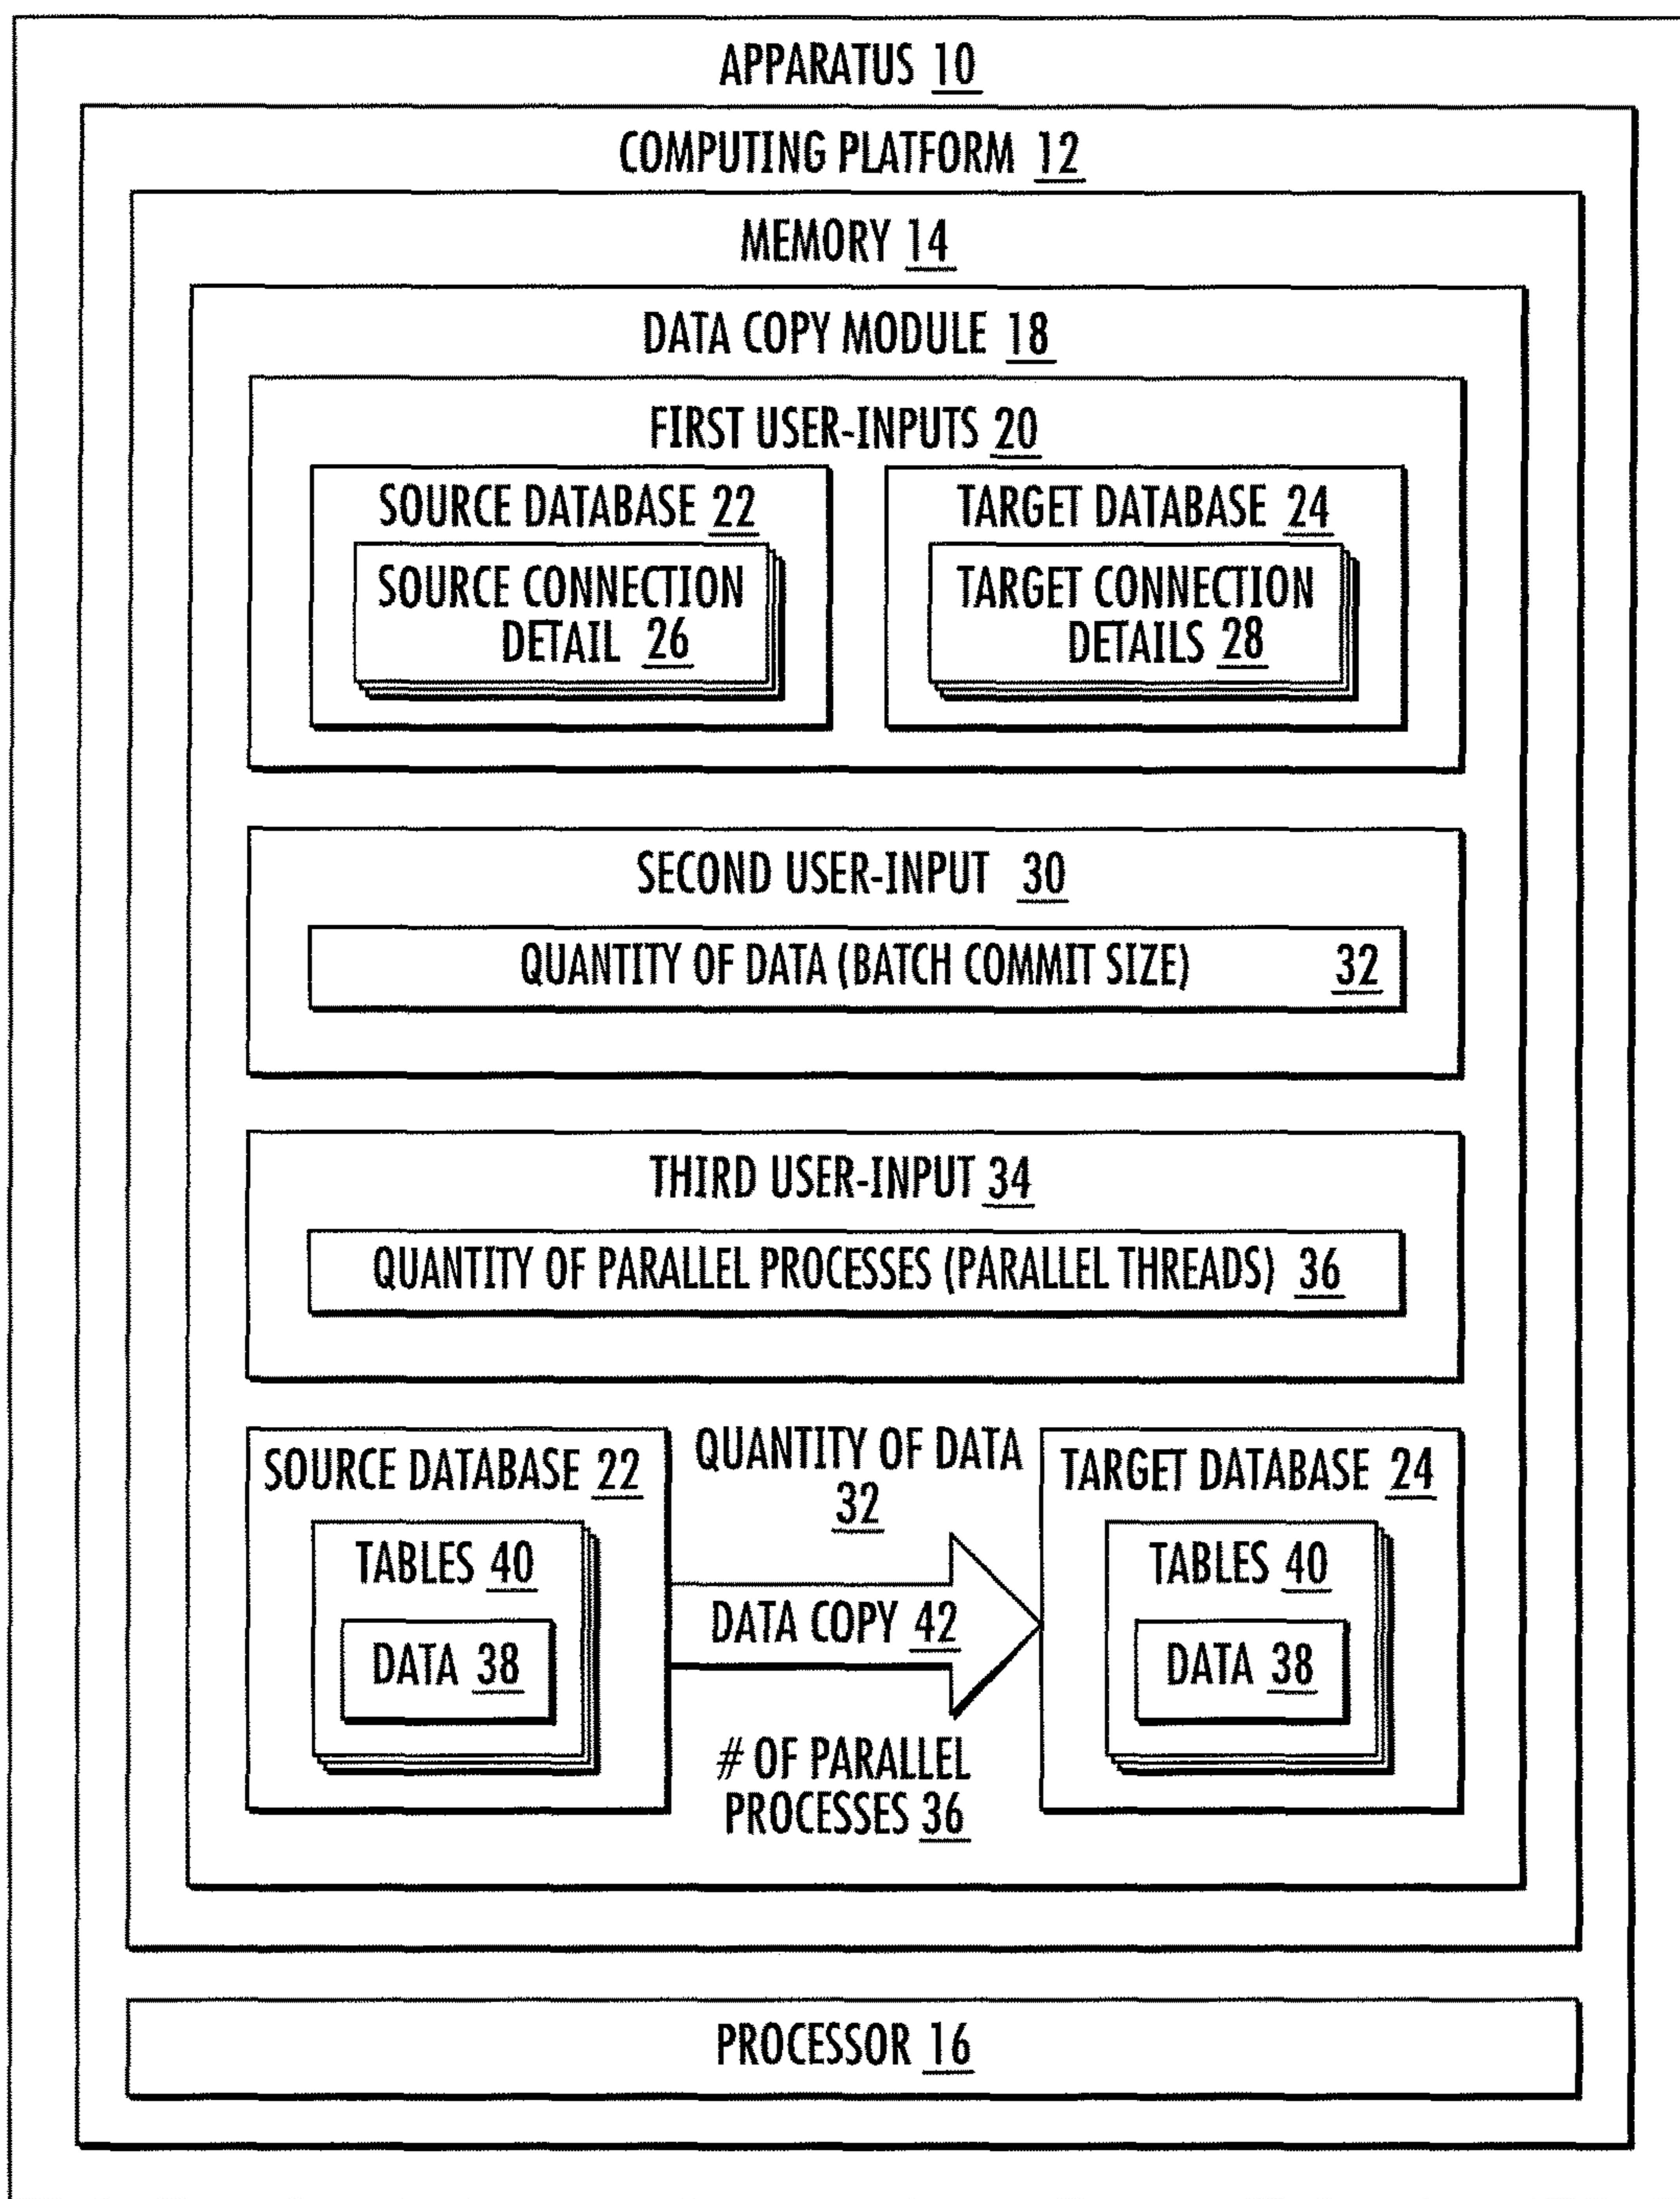 APPARATUS 10
COMPUTING PLATFORM 12
MEMORY 14
DATA COPY MODULE 18
FIRST USER-INPUTS 20
SOURCE DATABASE 22
SOURCE CONNECTION
DETAIL 26
TARGET DATABASE 24
TARGET CONNECTION
DETAILS 28
SECOND USER-INPUT 30
QUANTITY OF DATA (BATCH COMMIT SIZE) 32
THIRD USER-INPUT 34
QUANTITY OF PARALLEL PROCESSES (PARALLEL THREADS) 36
SOURCE DATABASE 22
TABLES 40
DATA 38
QUANTITY OF DATA
32
DATA COPY 42
# OF PARALLEL
PROCESSES 36
TARGET DATABASE 24
TABLES 40
DATA 38
PROCESSOR 16